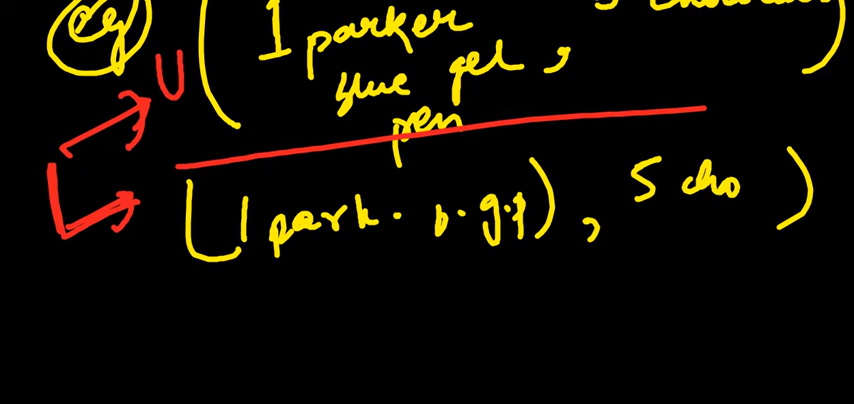 eg ( 1 parker
U blue gel ,
pen
[ 1 park. b.g.p ) , 5 cho )